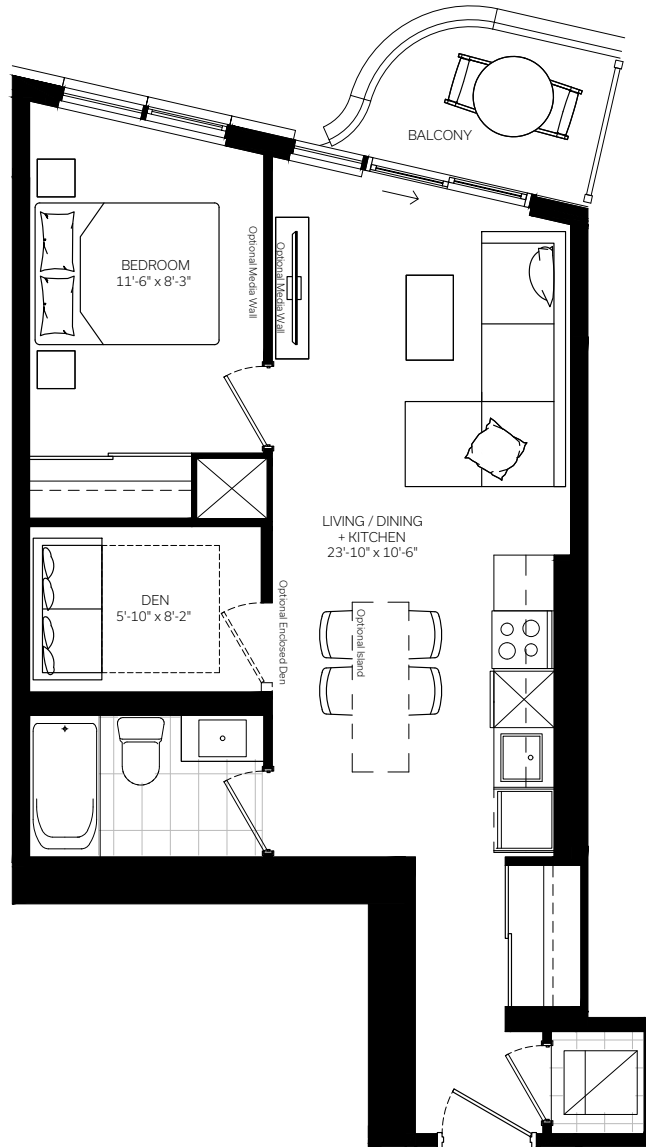 BALCONY
BEDROOM
11'-6" x 8'-3"
Optional Media Wall
Optional Media Wall
LIVING / DINING
+ KITCHEN
23'-10" x 10'-6"
DEN
5'-10" x 8'-2"
Optional Enclosed Den
Optional Island